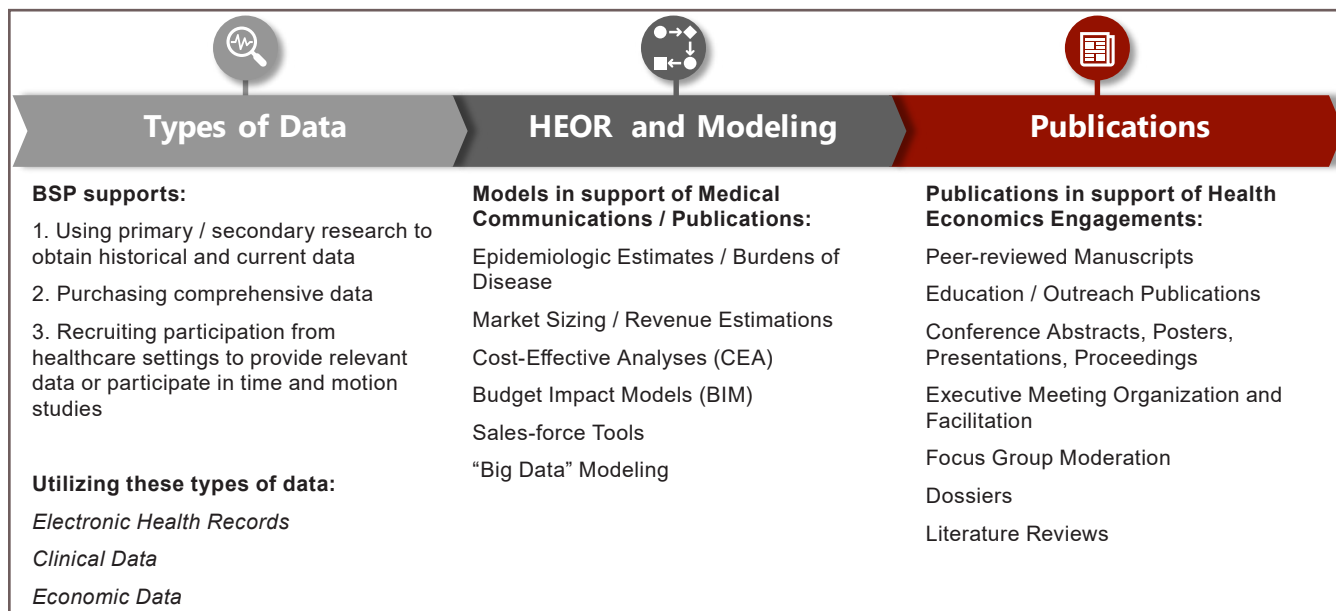 Types of Data
BSP supports:
1. Using primary / secondary research to
obtain historical and current data
2. Purchasing comprehensive data
3. Recruiting participation from
healthcare settings to provide relevant
data or participate in time and motion
studies
Utilizing these types of data:
Electronic Health Records
Clinical Data
Economic Data
HEOR and Modeling
Models in support of Medical
Communications / Publications:
Epidemiologic Estimates / Burdens of
Disease
Market Sizing / Revenue Estimations
Cost-Effective Analyses (CEA)
Budget Impact Models (BIM)
Sales-force Tools
“Big Data” Modeling
Publications
Publications in support of Health
Economics Engagements:
Peer-reviewed Manuscripts
Education / Outreach Publications
Conference Abstracts, Posters,
Presentations, Proceedings
Executive Meeting Organization and
Facilitation
Focus Group Moderation
Dossiers
Literature Reviews